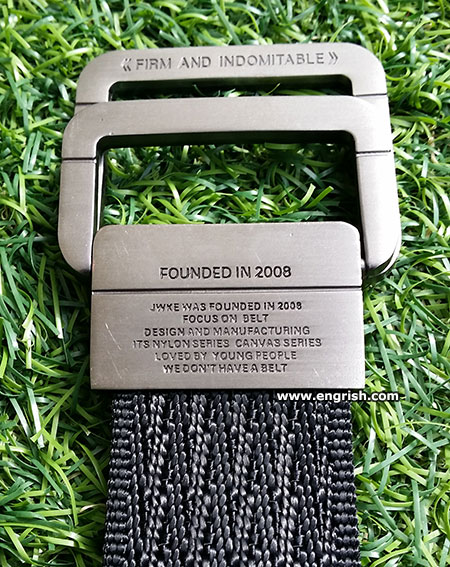 《FIRM AND INDOMITABLE》
FOUNDED IN 2008
JWKE WAS FOUNDED IN 2008
FOCUS ON BELT
DESIGN AND MANUFACTURING
ITS NYLON SERIES CANVAS SERIES
LOVED BY YOUNG PEOPLE
WE DON'T HAVE A BELT
www.engrish.com